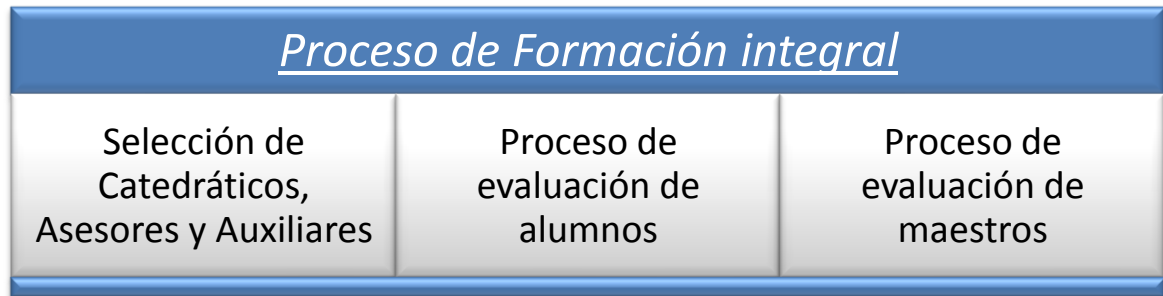 Proceso de Formación integral
Selección de
Catedráticos,
Asesores y Auxiliares
Proceso de
evaluación de
alumnos
Proceso de
evaluación de
maestros